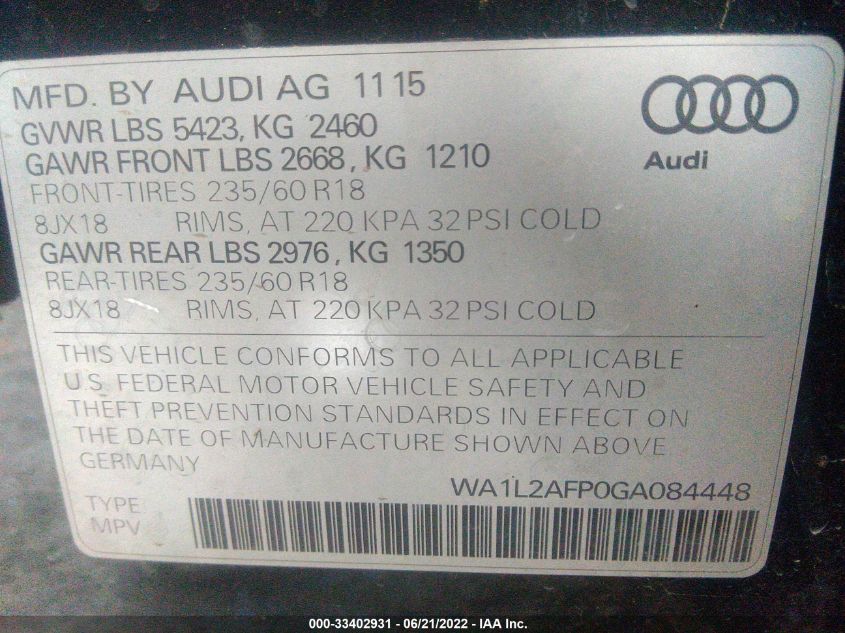 MFD. BY AUDI AG 11 15
GVWR LBS 5423, KG 2460
GAWR FRONT LBS 2668, KG 1210
FRONT-TIRES 235/60 R18
8JX18 RIMS, AT 220 KPA 32 PSI COLD
GAWR REAR LBS 2976, KG 1350
REAR-TIRES 235/60 R18
8JX18 RIMS, AT 220 KPA 32 PSI COLD
Audi
THIS VEHICLE CONFORMS TO ALL APPLICABLE
U.S. FEDERAL MOTOR VEHICLE SAFETY AND
THEFT PREVENTION STANDARDS IN EFFECT ON
THE DATE OF MANUFACTURE SHOWN ABOVE
GERMANY
WA1L2AFP0GA084448
TYPE
MPV
000-33402931 - 06/21/2022 - IAA Inc.